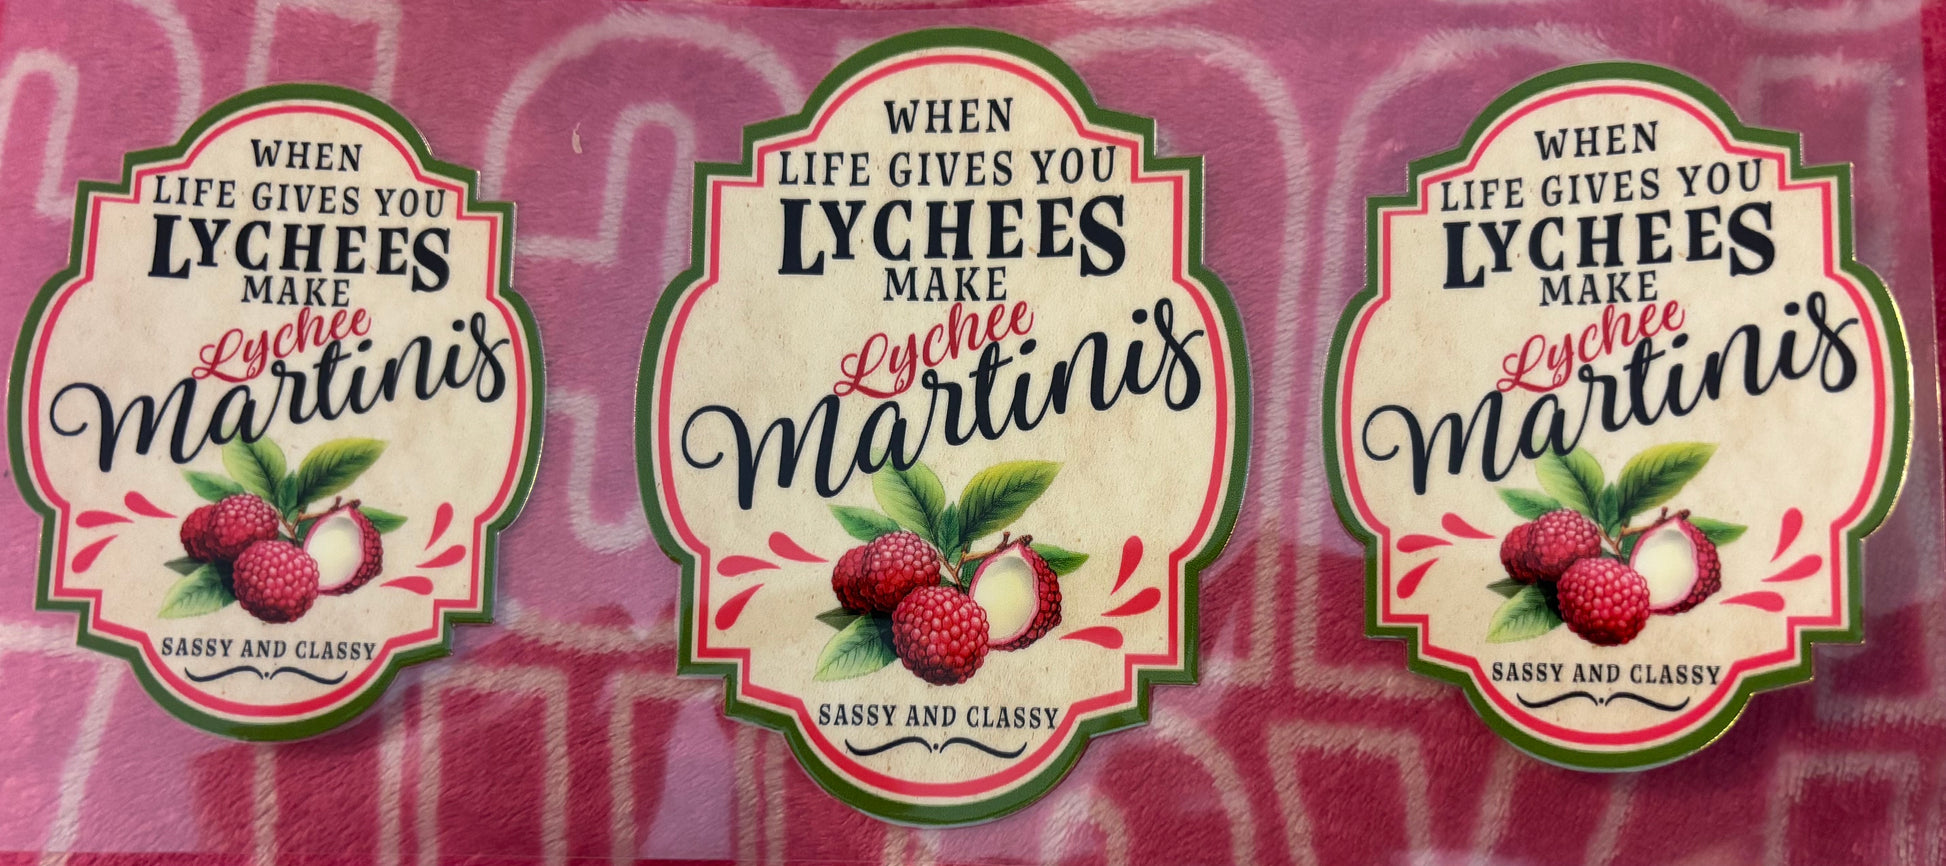 WHEN
LIFE GIVES YOU
LYCHEES
MAKE
Lychee
Martinis
SASSY AND CLASSY
WHEN
LIFE GIVES YOU
LYCHEES
MAKE
Lychee
Martinis
SASSY AND CLASSY
WHEN
LIFE GIVES YOU
LYCHEES
MAKE
Lychee
Martinis
SASSY AND CLASSY